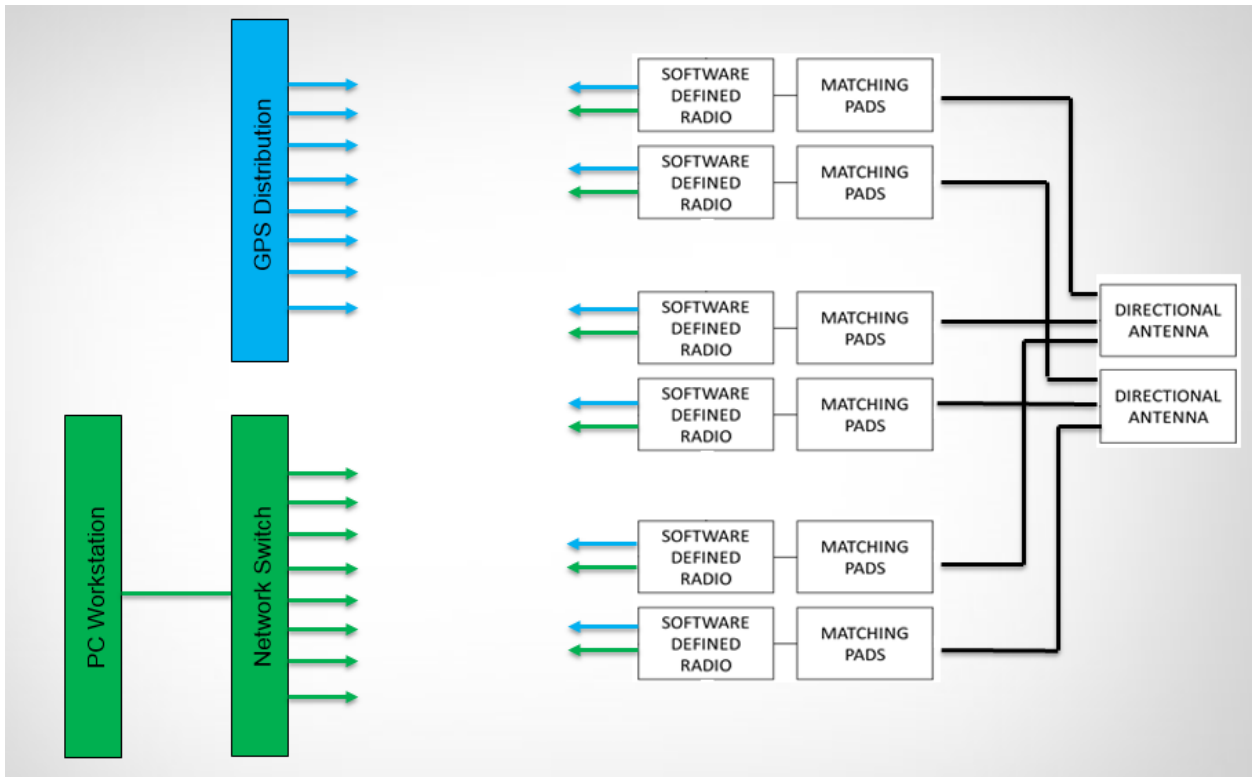 GPS Distribution
PC Workstation
Network Switch
SOFTWARE
DEFINED
RADIO
MATCHING
PADS
SOFTWARE
DEFINED
RADIO
MATCHING
PADS
SOFTWARE
DEFINED
RADIO
MATCHING
PADS
SOFTWARE
DEFINED
RADIO
MATCHING
PADS
SOFTWARE
DEFINED
RADIO
MATCHING
PADS
SOFTWARE
DEFINED
RADIO
MATCHING
PADS
DIRECTIONAL
ANTENNA
DIRECTIONAL
ANTENNA